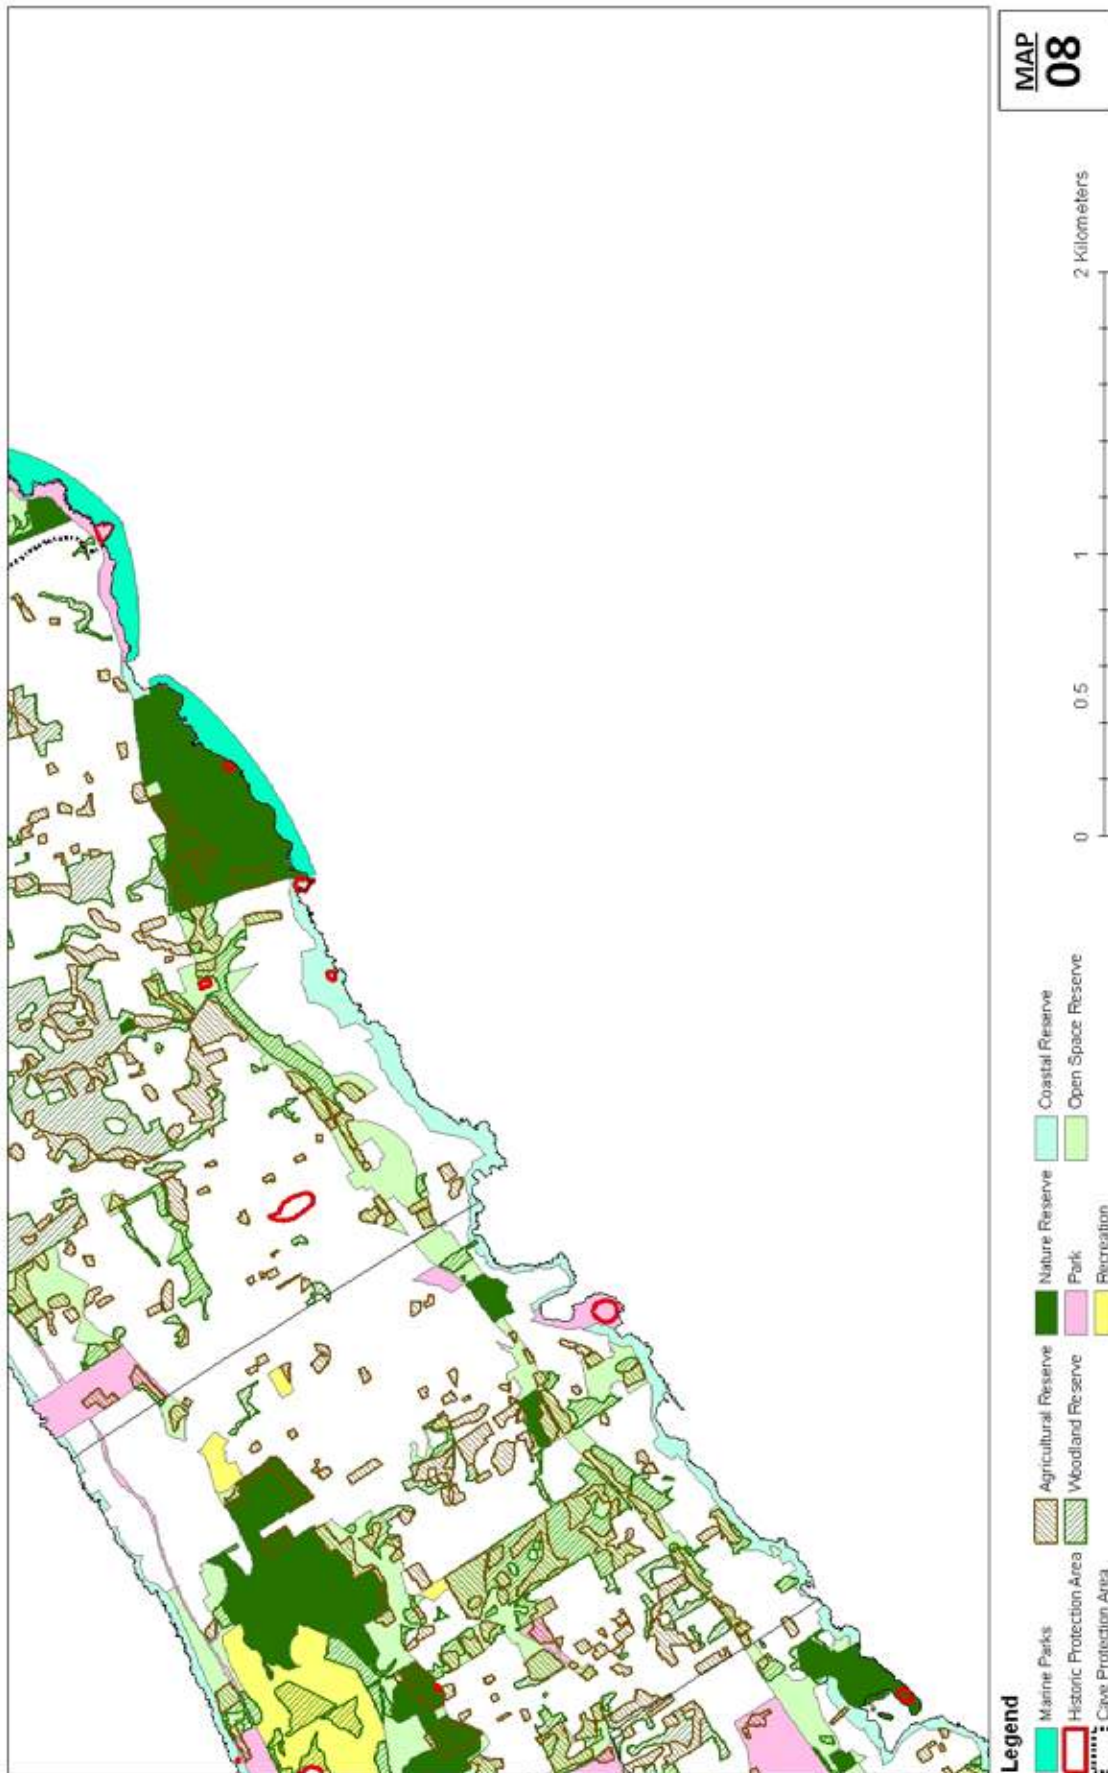 MAP
08
Legend
Marine Parks
Historic Protection Area
Cave Protection Area
Agricultural Reserve
Woodland Reserve
Nature Reserve
Park
Recreation
Coastal Reserve
Open Space Reserve
0 0.5 1 2 Kilometers